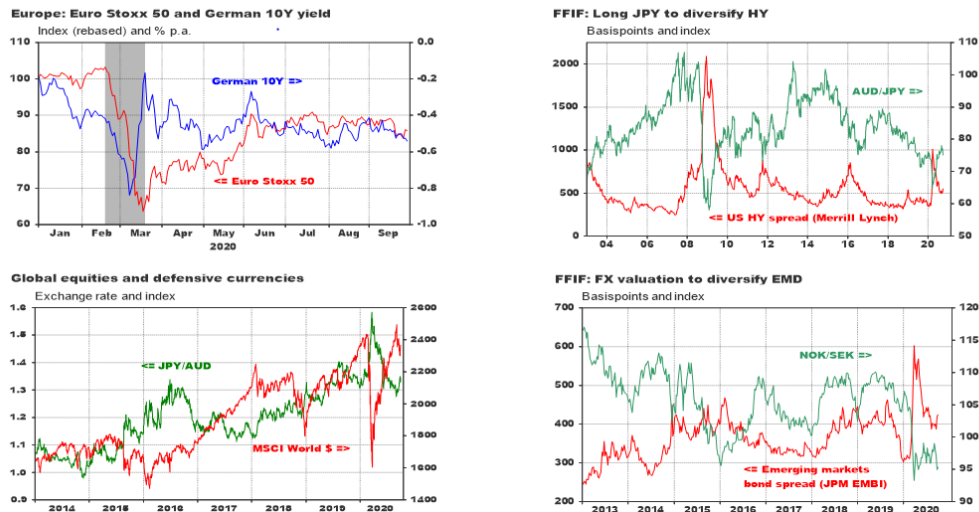 Europe: Euro Stoxx 50 and German 10Y yield
Index (rebased) and % p.a.
110
100
90
80
70
60
0.0
-0.2
-0.4
-0.6
-0.8
-1.0
German 10Y =>
<= Euro Stoxx 50
Jan Feb Mar Apr May Jun Jul Aug Sep
2020
FFIF: Long JPY to diversify HY
Basispoints and index
2000
1500
1000
500
0
110
100
90
80
70
60
50
AUD/JPY =>
<= US HY spread (Merrill Lynch)
04 06 08 10 12 14 16 18 20
Global equities and defensive currencies
Exchange rate and index
1.6
1.5
1.4
1.3
1.2
1.1
1.0
0.9
2600
2400
2200
2000
1800
1600
1400
<= JPY/AUD
MSCI World $ =>
2014 2015 2016 2017 2018 2019 2020
FFIF: FX valuation to diversify EMD
Basispoints and index
700
600
500
400
300
200
120
115
110
105
100
95
90
NOK/SEK =>
<= Emerging markets
bond spread (JPM EMBI)
2013 2014 2015 2016 2017 2018 2019 2020